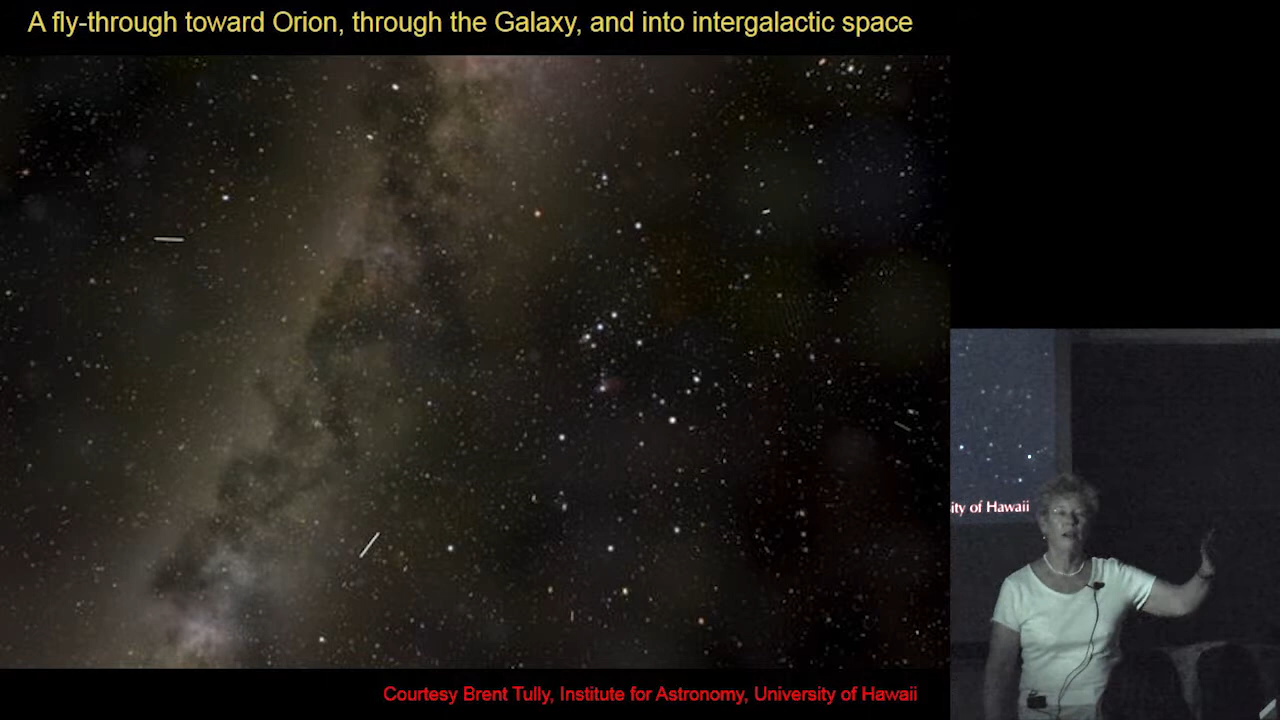 A fly-through toward Orion, through the Galaxy, and into intergalactic space
ity of Hawaii
Courtesy Brent Tully, Institute for Astronomy, University of Hawaii